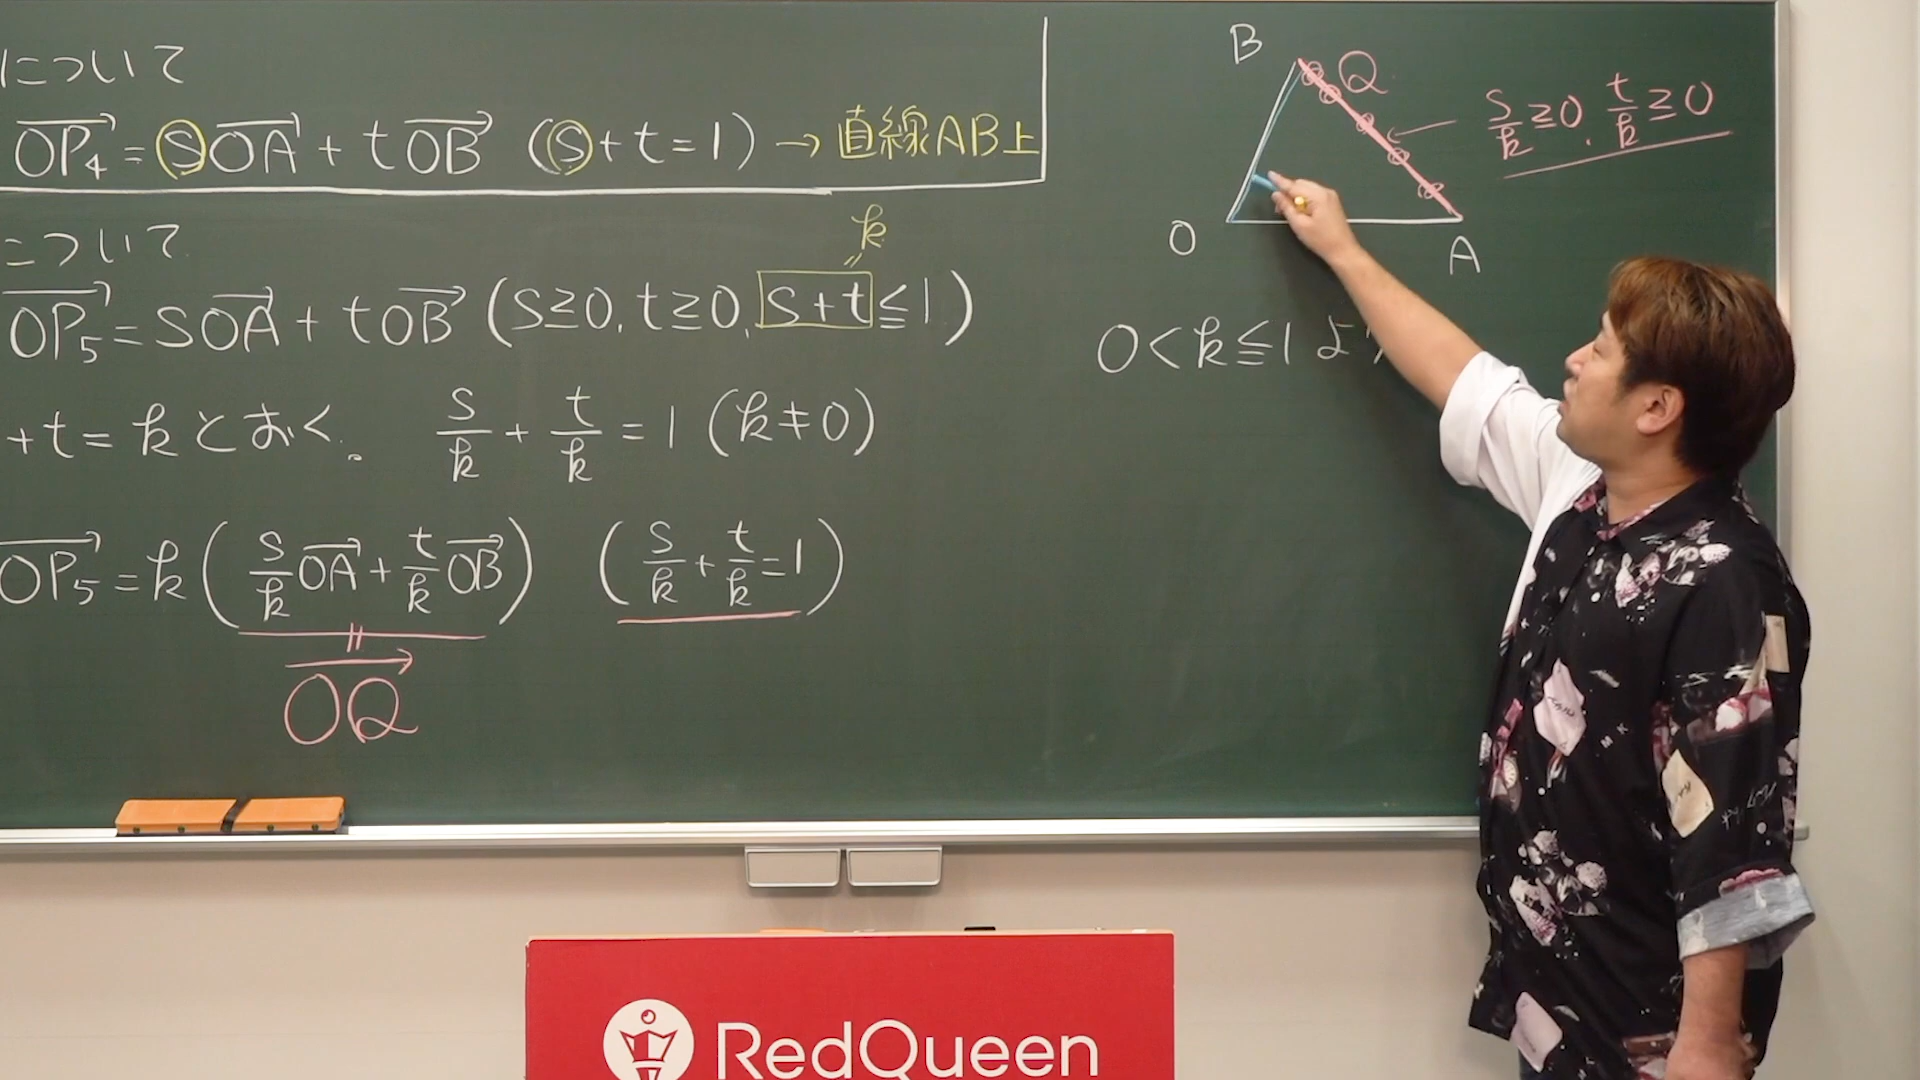 について
OP₄ = sOA + tOB (s+t=1) → 直線AB上
について
k
OP₅ = sOA + tOB (s≧0, t≧0, s+t≦1)
+t=kとおく。 s/k + t/k = 1 (k≠0)
OP₅ = k(s/k OA + t/k OB) (s/k + t/k = 1)
OQ
B
Q
s/k≧0, t/k≧0
O
A
0<k≦1 よ
RedQueen